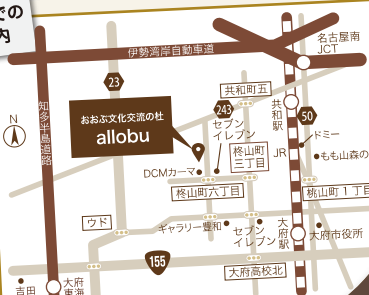 での
内
伊勢湾岸自動車道
名古屋南
JCT
23
共和町五
243
50
おおぶ文化交流の杜
allobu
セブン
イレブン
共和駅
ドミー
JR
もも山森の
N
知多半島道路
DCMカーマ
柊山町
三丁目
柊山町六丁目
桃山町1丁目
ウド
ギャラリー豊和
セブン
イレブン
大府駅
大府市役所
155
大府高校北
吉田
大府
東海